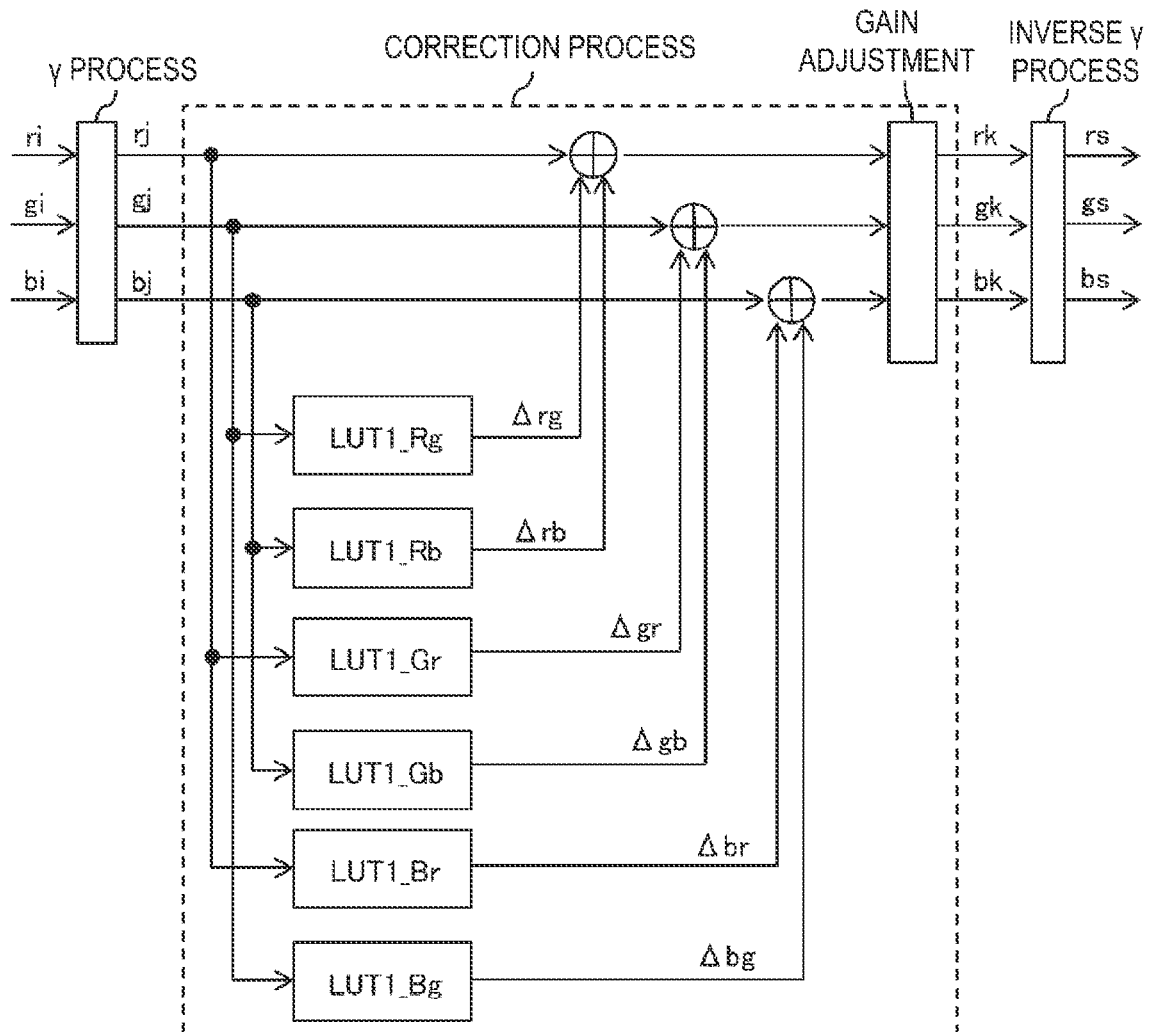 γ PROCESS
CORRECTION PROCESS
GAIN
ADJUSTMENT
INVERSE γ
PROCESS
ri
rj
rk
rs
gi
gj
gk
gs
bi
bj
bk
bs
LUT1_Rg
Δrg
LUT1_Rb
Δrb
LUT1_Gr
Δgr
LUT1_Gb
Δgb
LUT1_Br
Δbr
LUT1_Bg
Δbg